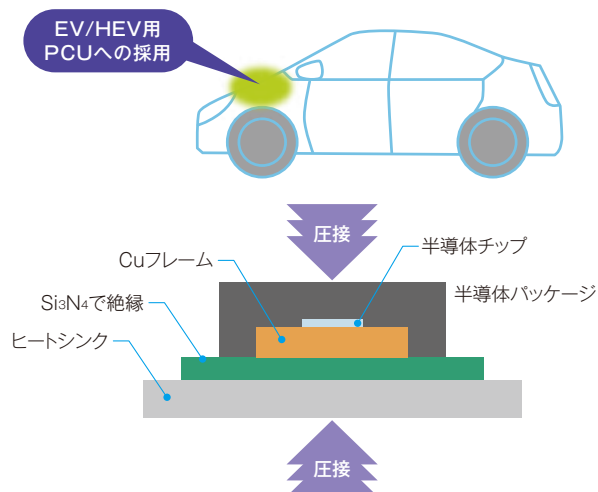 EV/HEV用
PCUへの採用
圧接
半導体チップ
Cuフレーム
半導体パッケージ
Si3N4で絶縁
ヒートシンク
圧接